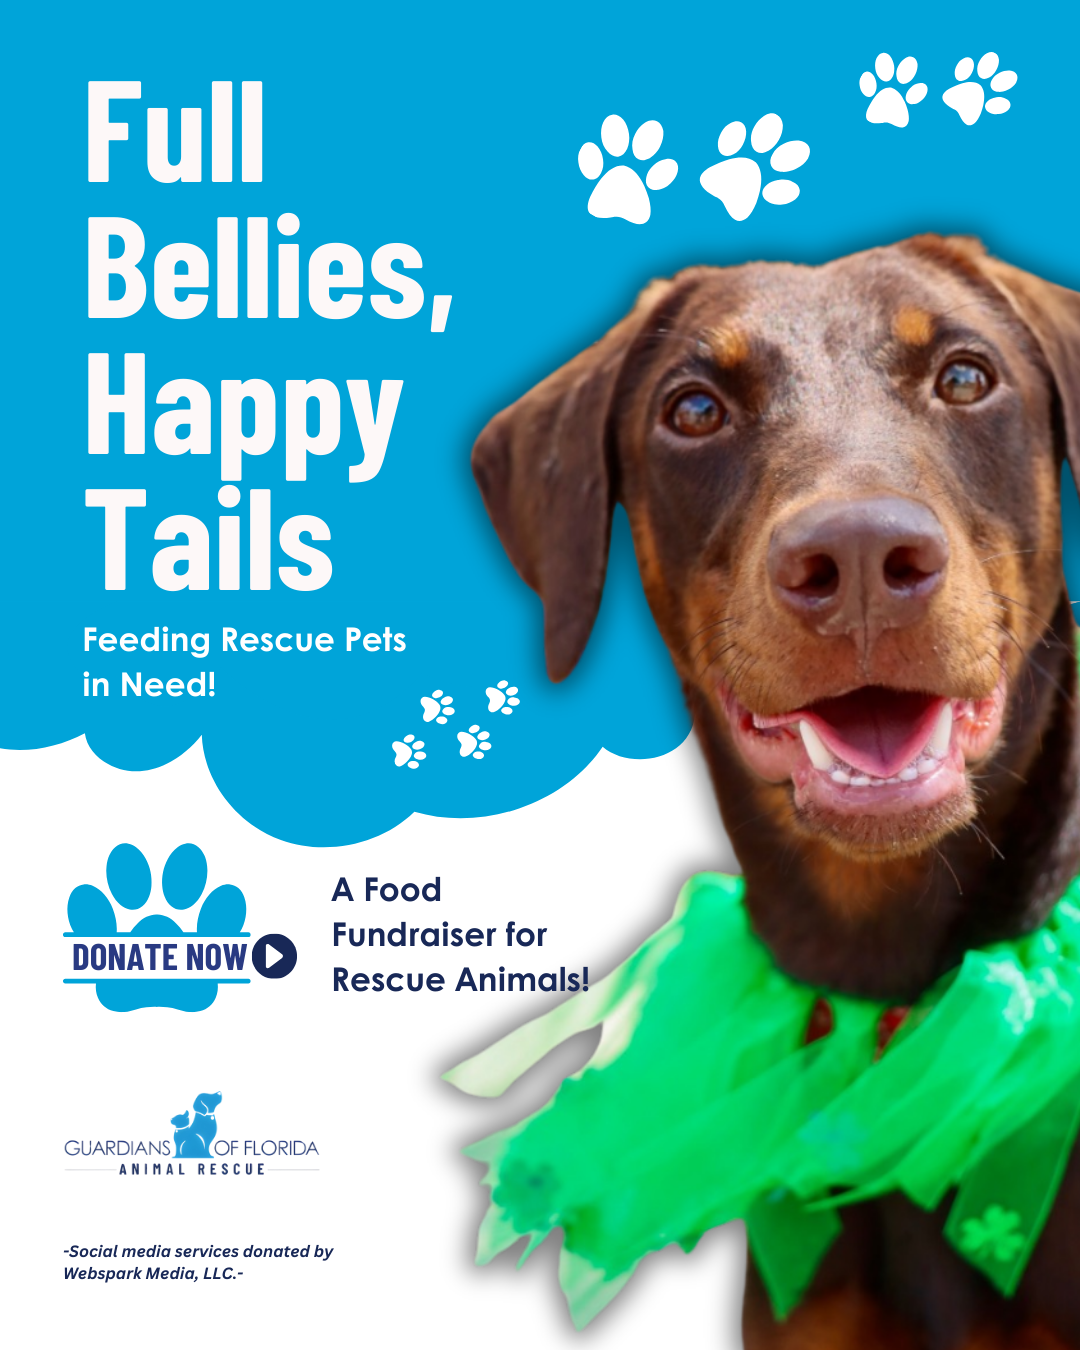 Full
Bellies,
Happy
Tails
Feeding Rescue Pets
in Need!
DONATE NOW
A Food
Fundraiser for
Rescue Animals!
GUARDIANS OF FLORIDA
ANIMAL RESCUE
-Social media services donated by
Webspark Media, LLC.-